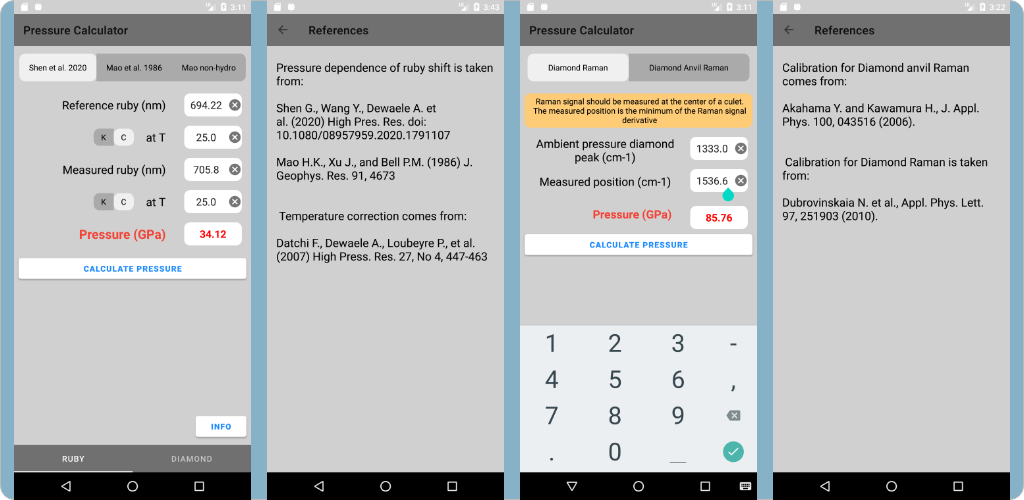 3:11
Pressure Calculator
Shen et al. 2020
Mao et al. 1986
Mao non-hydro
Reference ruby (nm)
694.22
K C at T
25.0
Measured ruby (nm)
705.8
K C at T
25.0
Pressure (GPa)
34.12
CALCULATE PRESSURE
INFO
RUBY
DIAMOND
3:43
References
Pressure dependence of ruby shift is taken
from:
Shen G., Wang Y., Dewaele A. et
al. (2020) High Pres. Res. doi:
10.1080/08957959.2020.1791107
Mao H.K., Xu J., and Bell P.M. (1986) J.
Geophys. Res. 91, 4673
Temperature correction comes from:
Datchi F., Dewaele A., Loubeyre P., et al.
(2007) High Press. Res. 27, No 4, 447-463
3:11
Pressure Calculator
Diamond Raman
Diamond Anvil Raman
Raman signal should be measured at the center of a culet.
The measured position is the minimum of the Raman signal
derivative
Ambient pressure diamond
peak (cm-1)
1333.0
Measured position (cm-1)
1536.6
Pressure (GPa)
85.76
CALCULATE PRESSURE
1 2 3 -
4 5 6 ,
7 8 9
. 0 _
3:22
References
Calibration for Diamond anvil Raman
comes from:
Akahama Y. and Kawamura H., J. Appl.
Phys. 100, 043516 (2006).
Calibration for Diamond Raman is taken
from:
Dubrovinskaia N. et al., Appl. Phys. Lett.
97, 251903 (2010).